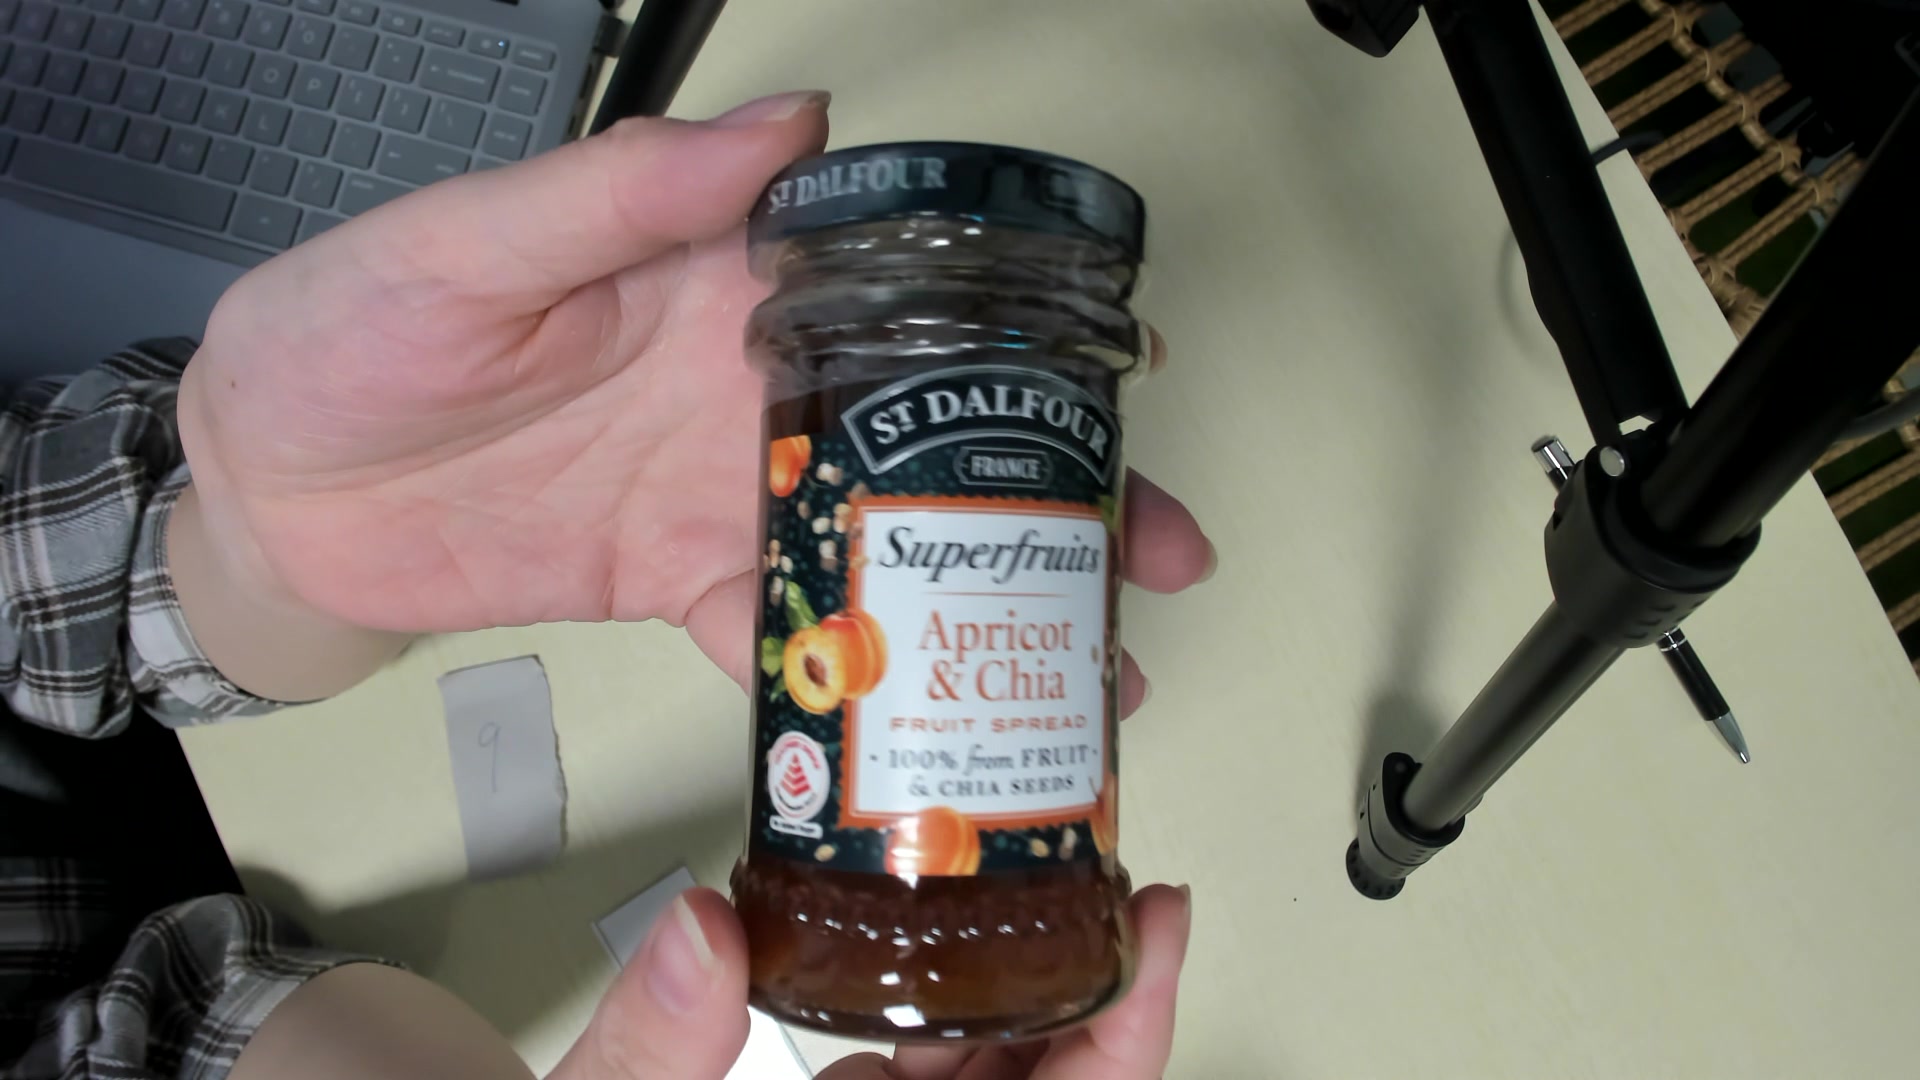 ST DALFOUR
ST DALFOUR
FRANCE
Superfruits
Apricot
& Chia
FRUIT SPREAD
• 100% from FRUIT •
& CHIA SEEDS
9